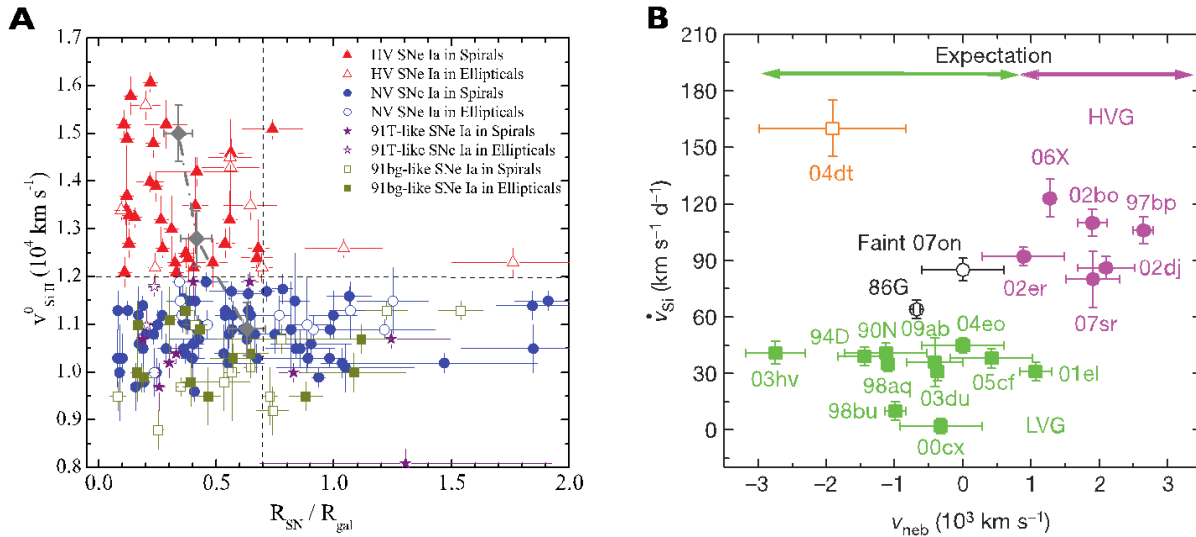 A
1.7
1.6
1.5
1.4
1.3
1.2
1.1
1.0
0.9
0.8
v⁰Si II (10⁴ km s⁻¹)
HV SNe Ia in Spirals
HV SNe Ia in Ellipticals
NV SNe Ia in Spirals
NV SNe Ia in Ellipticals
91T-like SNe Ia in Spirals
91T-like SNe Ia in Ellipticals
91bg-like SNe Ia in Spirals
91bg-like SNe Ia in Ellipticals
0.0 0.5 1.0 1.5 2.0
R_SN / R_gal
B
210
180
150
120
90
60
30
0
v̇Si (km s⁻¹ d⁻¹)
Expectation
HVG
04dt
06X
02bo
97bp
Faint 07on
02dj
02er
86G
07sr
94D
90N
09ab
04eo
03hv
98aq
03du
05cf
01el
98bu
00cx
LVG
−3 −2 −1 0 1 2 3
v_neb (10³ km s⁻¹)